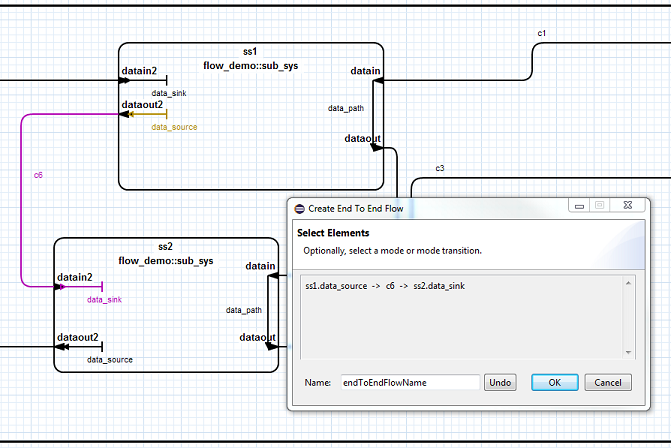 c1
ss1
flow_demo::sub_sys
datain2
datain
data_sink
dataout2
data_path
data_source
dataout
c6
c3
Create End To End Flow
Select Elements
Optionally, select a mode or mode transition.
ss1.data_source -> c6 -> ss2.data_sink
Name:
endToEndFlowName
Undo
OK
Cancel
ss2
flow_demo::sub_sys
datain
datain2
data_sink
data_path
dataout2
dataout
data_source